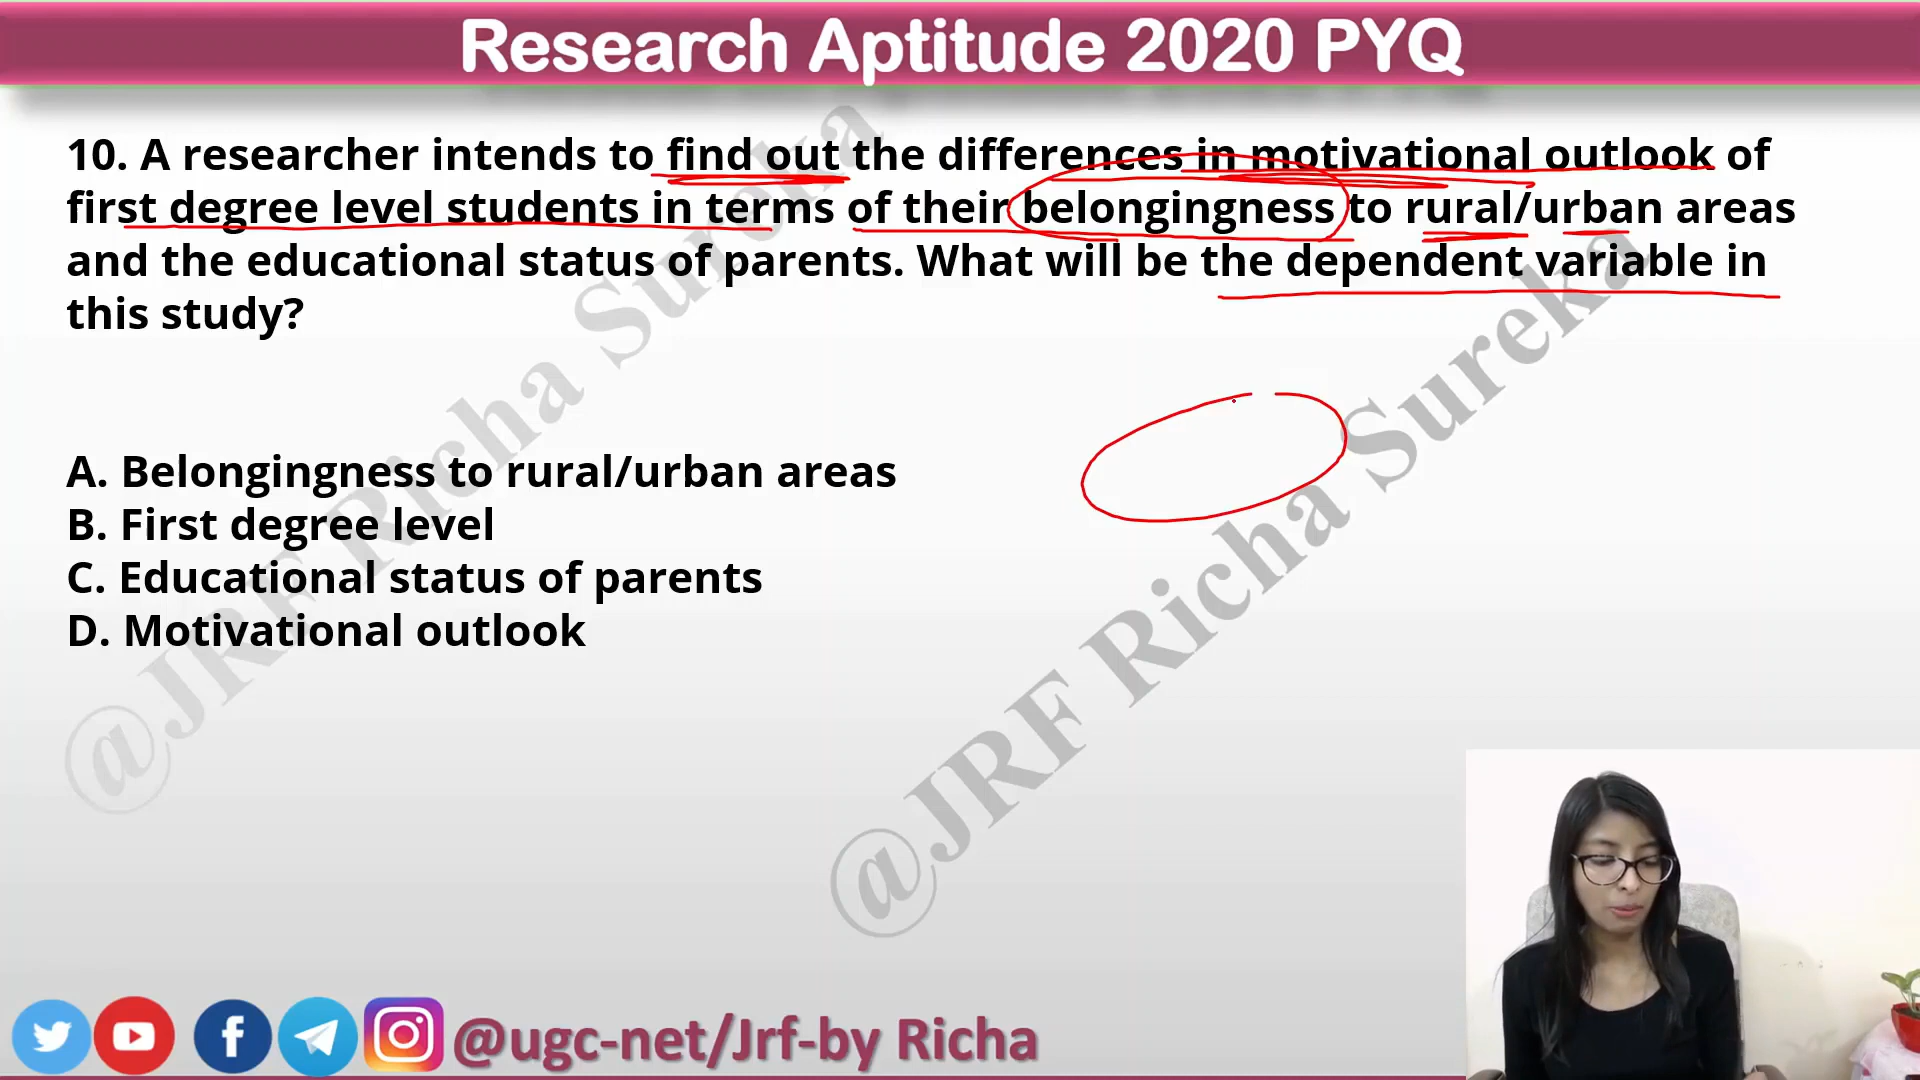 Research Aptitude 2020 PYQ
10. A researcher intends to find out the differences in motivational outlook of
first degree level students in terms of their belongingness to rural/urban areas
and the educational status of parents. What will be the dependent variable in
this study?
A. Belongingness to rural/urban areas
B. First degree level
C. Educational status of parents
D. Motivational outlook
@JRF Richa Sureka
@JRF Richa Sureka
@ugc-net/Jrf-by Richa